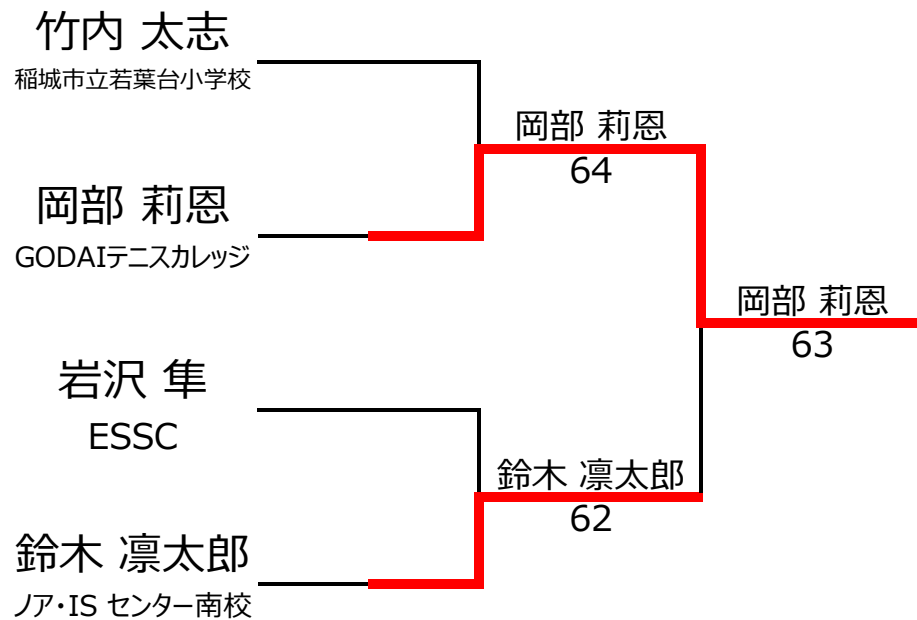 竹内 太志
稲城市立若葉台小学校
岡部 莉恩
64
岡部 莉恩
GODAIテニスカレッジ
岡部 莉恩
63
岩沢 隼
ESSC
鈴木 凛太郎
62
鈴木 凛太郎
ノア・IS センター南校